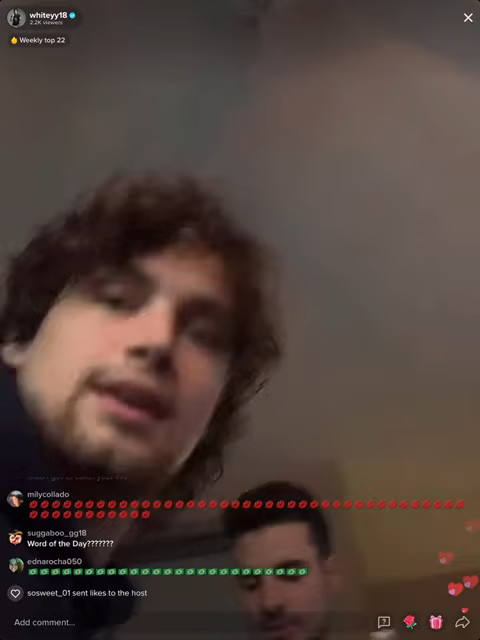 whiteyy18
2.2K viewers
Weekly top 22
milycollado
suggaboo_gg18
Word of the Day???????
ednarocha050
sosweet_01 sent likes to the host
Add comment...